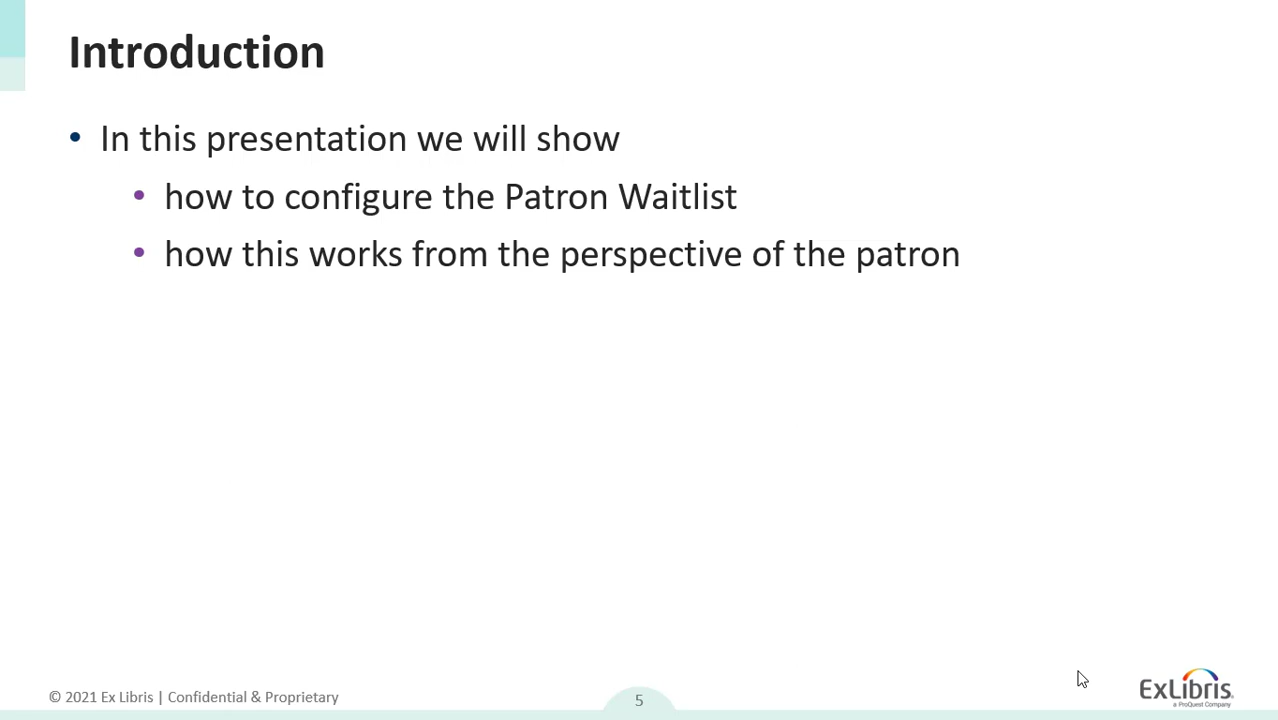 Introduction
• In this presentation we will show
• how to configure the Patron Waitlist
• how this works from the perspective of the patron
© 2021 Ex Libris | Confidential & Proprietary
5
ExLibris
a ProQuest Company